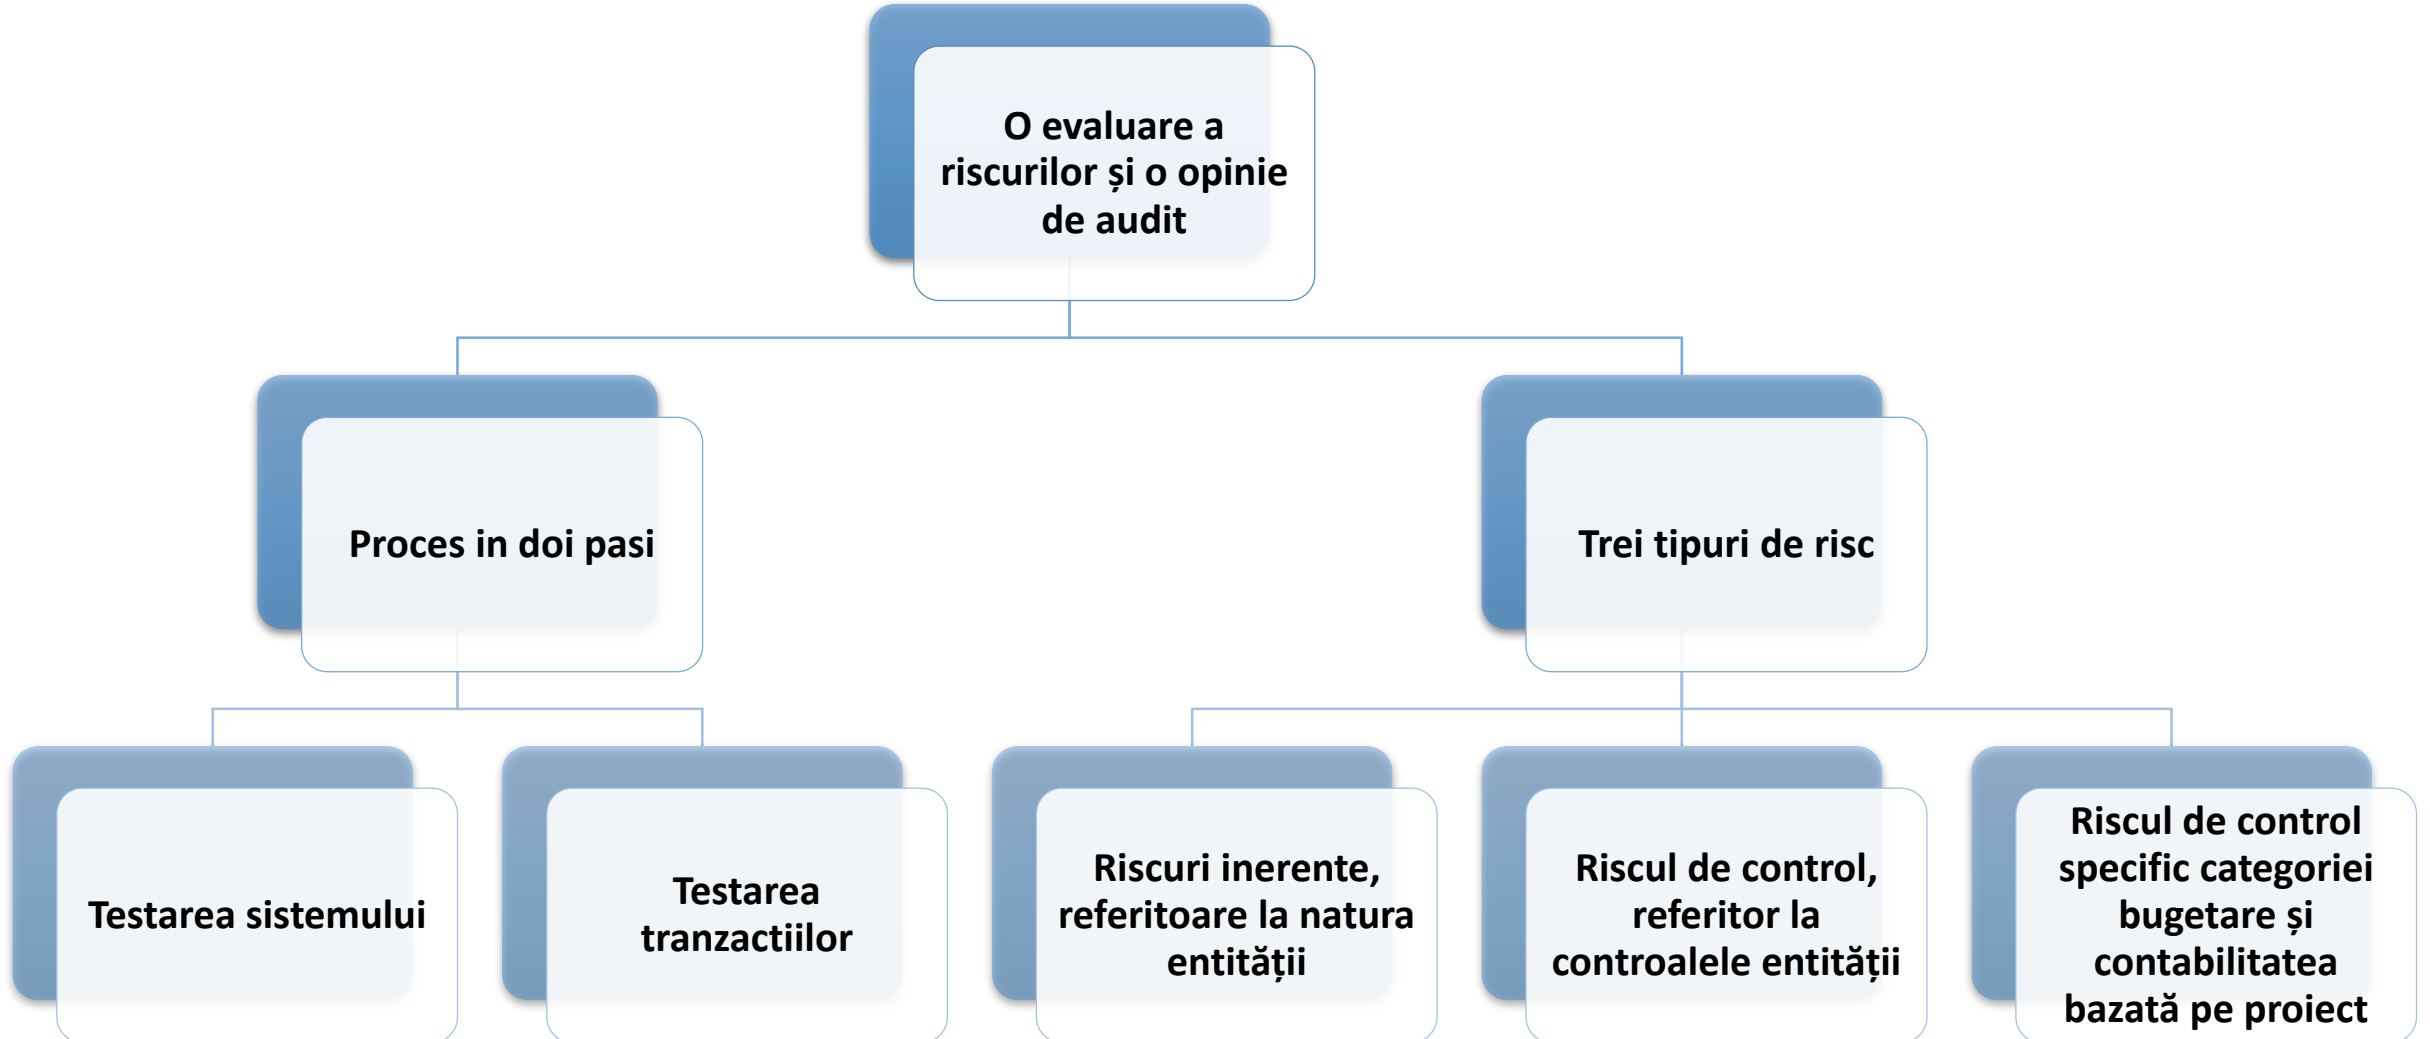 O evaluare a
riscurilor și o opinie
de audit
Proces in doi pasi
Trei tipuri de risc
Testarea sistemului
Testarea
tranzactiilor
Riscuri inerente,
referitoare la natura
entității
Riscul de control,
referitor la
controalele entității
Riscul de control
specific categoriei
bugetare și
contabilitatea
bazată pe proiect